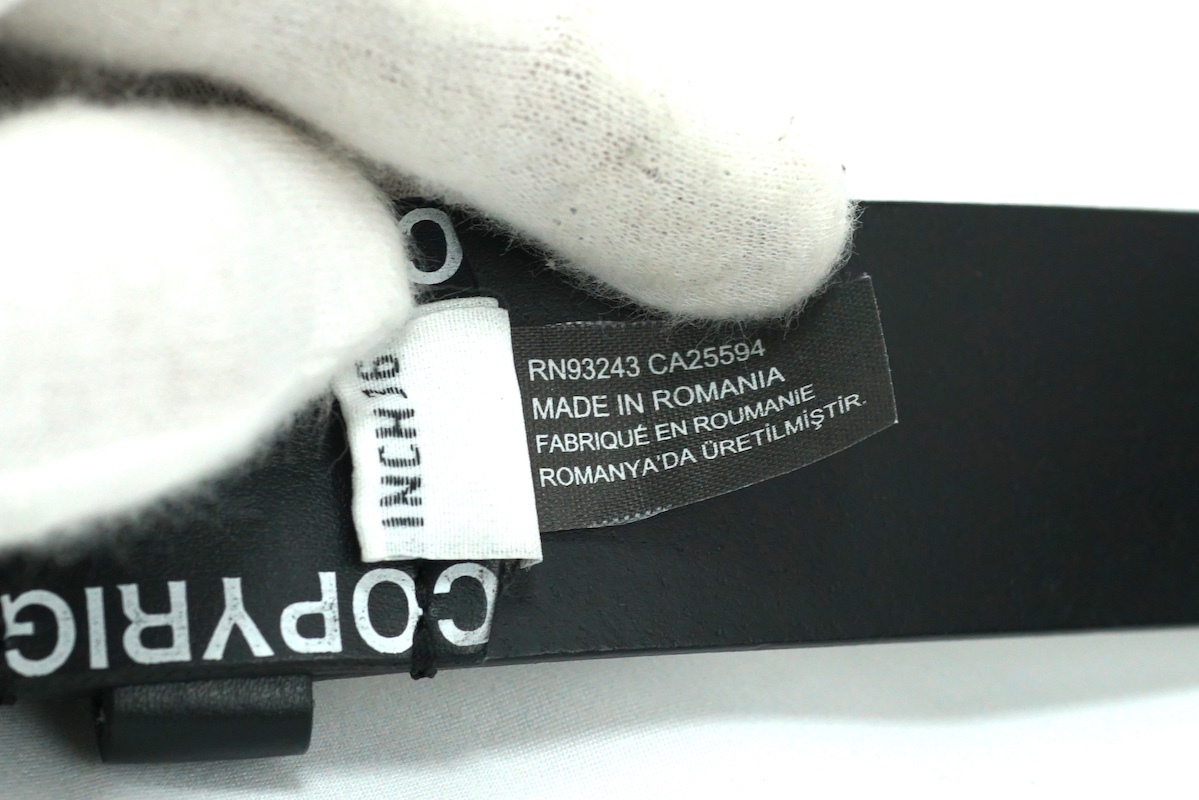 RN93243 CA25594
MADE IN ROMANIA
FABRIQUÉ EN ROUMANIE
ROMANYA'DA ÜRETİLMİŞTİR.
INCH/16
©COPYRIG